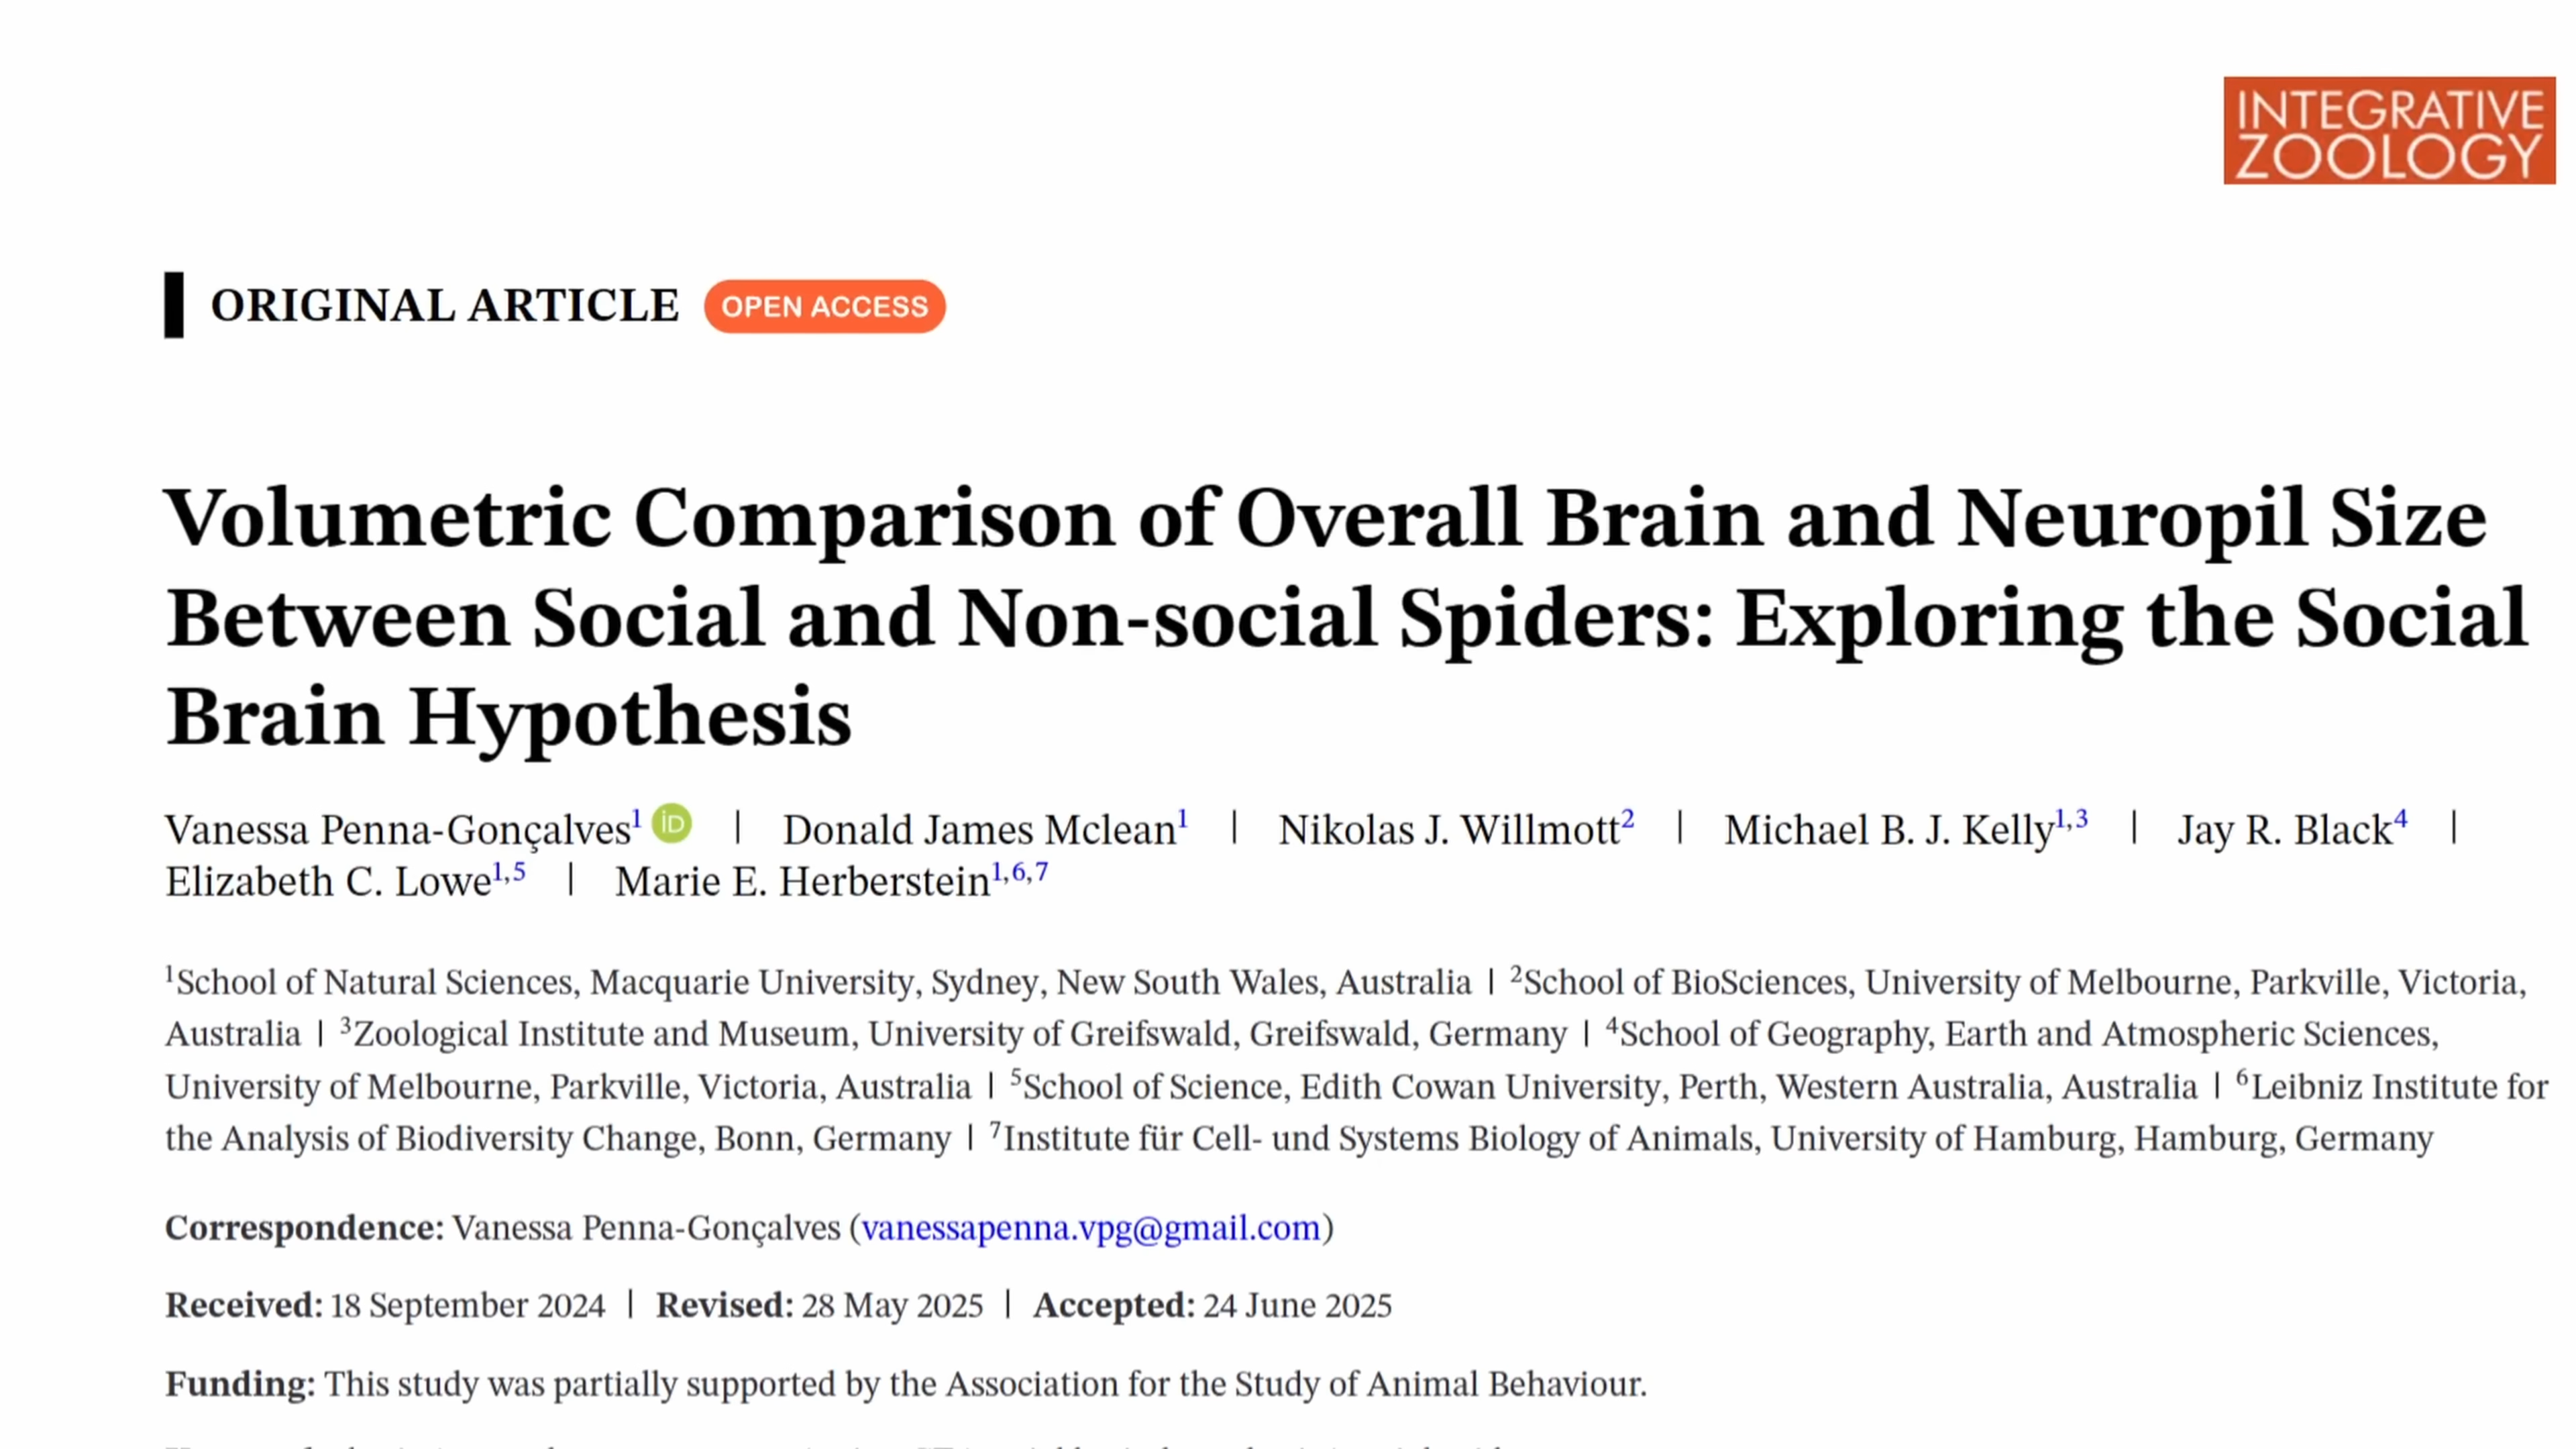 INTEGRATIVE
ZOOLOGY
ORIGINAL ARTICLE OPEN ACCESS
Volumetric Comparison of Overall Brain and Neuropil Size
Between Social and Non-social Spiders: Exploring the Social
Brain Hypothesis
Vanessa Penna-Gonçalves¹ iD | Donald James Mclean¹ | Nikolas J. Willmott² | Michael B. J. Kelly¹,³ | Jay R. Black⁴ |
Elizabeth C. Lowe¹,⁵ | Marie E. Herberstein¹,⁶,⁷
¹School of Natural Sciences, Macquarie University, Sydney, New South Wales, Australia | ²School of BioSciences, University of Melbourne, Parkville, Victoria,
Australia | ³Zoological Institute and Museum, University of Greifswald, Greifswald, Germany | ⁴School of Geography, Earth and Atmospheric Sciences,
University of Melbourne, Parkville, Victoria, Australia | ⁵School of Science, Edith Cowan University, Perth, Western Australia, Australia | ⁶Leibniz Institute for
the Analysis of Biodiversity Change, Bonn, Germany | ⁷Institute für Cell- und Systems Biology of Animals, University of Hamburg, Hamburg, Germany
Correspondence: Vanessa Penna-Gonçalves (vanessapenna.vpg@gmail.com)
Received: 18 September 2024 | Revised: 28 May 2025 | Accepted: 24 June 2025
Funding: This study was partially supported by the Association for the Study of Animal Behaviour.